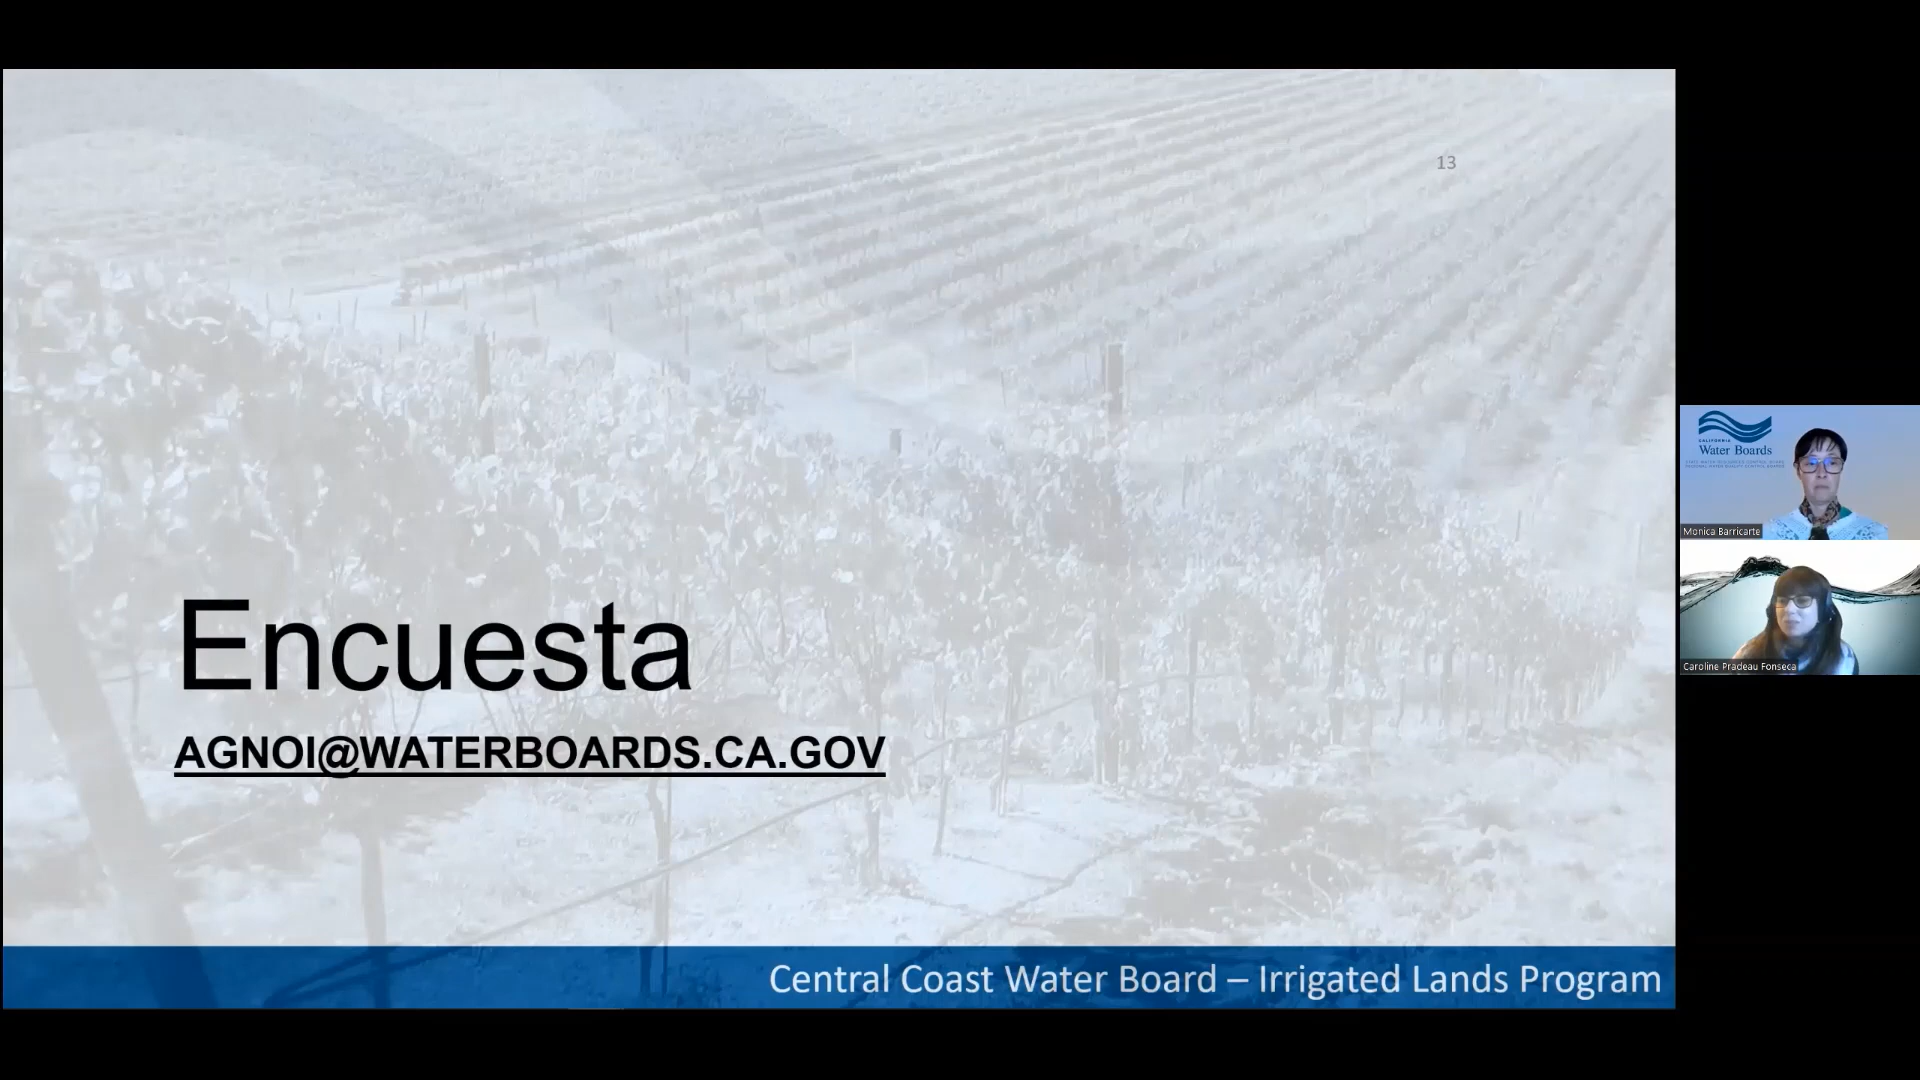 13
Encuesta
AGNOI@WATERBOARDS.CA.GOV
Central Coast Water Board – Irrigated Lands Program
CALIFORNIA
Water Boards
Monica Barricarte
Caroline Pradeau Fonseca